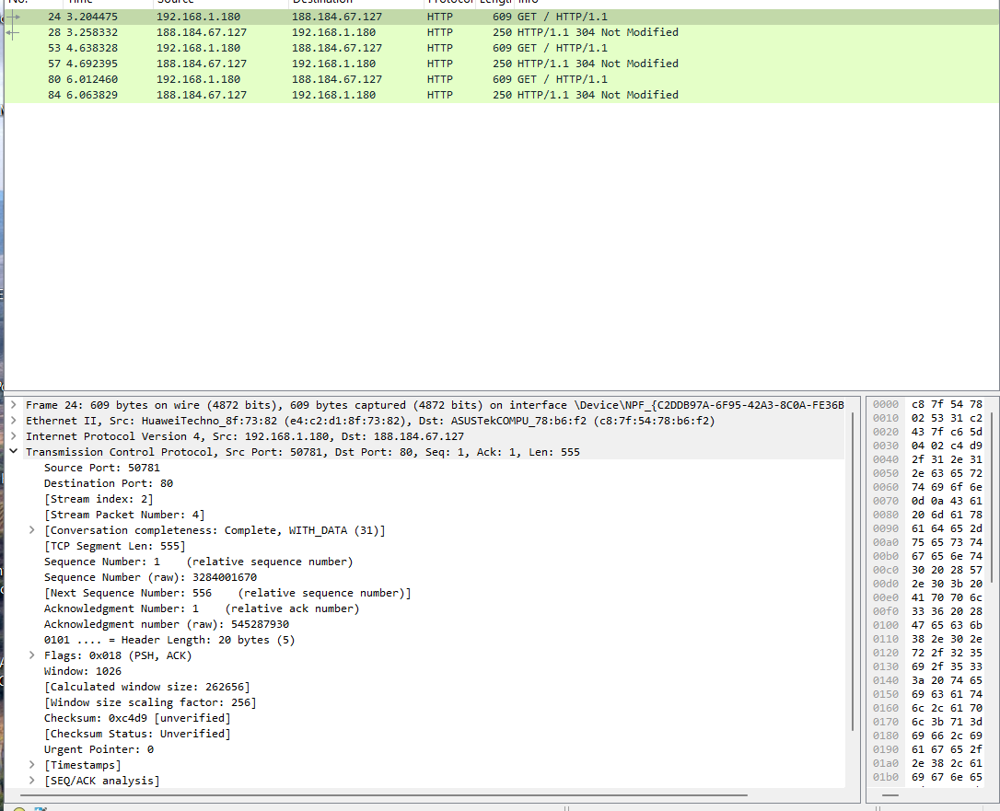 No. Time Source Destination Protocol Length Info
24 3.204475 192.168.1.180 188.184.67.127 HTTP 609 GET / HTTP/1.1
28 3.258332 188.184.67.127 192.168.1.180 HTTP 250 HTTP/1.1 304 Not Modified
53 4.638328 192.168.1.180 188.184.67.127 HTTP 609 GET / HTTP/1.1
57 4.692395 188.184.67.127 192.168.1.180 HTTP 250 HTTP/1.1 304 Not Modified
80 6.012460 192.168.1.180 188.184.67.127 HTTP 609 GET / HTTP/1.1
84 6.063829 188.184.67.127 192.168.1.180 HTTP 250 HTTP/1.1 304 Not Modified
Frame 24: 609 bytes on wire (4872 bits), 609 bytes captured (4872 bits) on interface \Device\NPF_{C2DDB97A-6F95-42A3-8C0A-FE36B
Ethernet II, Src: HuaweiTechno_8f:73:82 (e4:c2:d1:8f:73:82), Dst: ASUSTekCOMPU_78:b6:f2 (c8:7f:54:78:b6:f2)
Internet Protocol Version 4, Src: 192.168.1.180, Dst: 188.184.67.127
Transmission Control Protocol, Src Port: 50781, Dst Port: 80, Seq: 1, Ack: 1, Len: 555
Source Port: 50781
Destination Port: 80
[Stream index: 2]
[Stream Packet Number: 4]
[Conversation completeness: Complete, WITH_DATA (31)]
[TCP Segment Len: 555]
Sequence Number: 1 (relative sequence number)
Sequence Number (raw): 3284001670
[Next Sequence Number: 556 (relative sequence number)]
Acknowledgment Number: 1 (relative ack number)
Acknowledgment number (raw): 545287930
0101 .... = Header Length: 20 bytes (5)
Flags: 0x018 (PSH, ACK)
Window: 1026
[Calculated window size: 262656]
[Window size scaling factor: 256]
Checksum: 0xc4d9 [unverified]
[Checksum Status: Unverified]
Urgent Pointer: 0
[Timestamps]
[SEQ/ACK analysis]
0000 c8 7f 54 78
0010 02 53 31 c2
0020 43 7f c6 5d
0030 04 02 c4 d9
0040 2f 31 2e 31
0050 2e 63 65 72
0060 74 69 6f 6e
0070 0d 0a 43 61
0080 20 6d 61 78
0090 61 64 65 2d
00a0 75 65 73 74
00b0 67 65 6e 74
00c0 30 20 28 57
00d0 2e 30 3b 20
00e0 41 70 70 6c
00f0 33 36 20 28
0100 47 65 63 6b
0110 38 2e 30 2e
0120 72 2f 32 35
0130 69 2f 35 33
0140 3a 20 74 65
0150 69 63 61 74
0160 6c 2c 61 70
0170 6c 3b 71 3d
0180 69 66 2c 69
0190 61 67 65 2f
01a0 2e 38 2c 61
01b0 69 67 6e 65